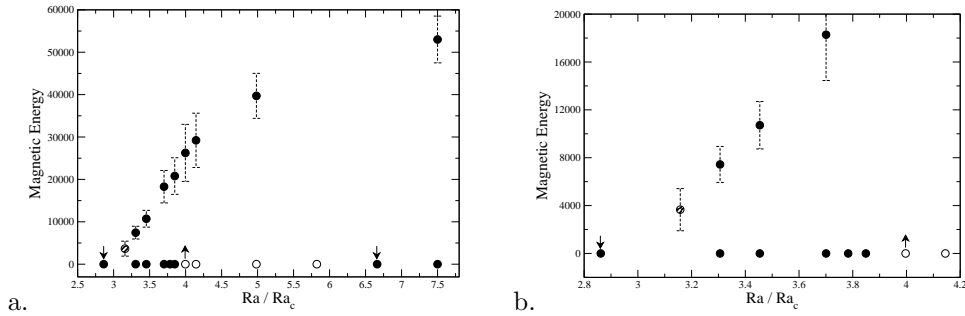 60000
50000
40000
30000
20000
10000
0
Magnetic Energy
2.5 3 3.5 4 4.5 5 5.5 6 6.5 7 7.5
Ra / Ra_c
a.
20000
16000
12000
8000
4000
0
Magnetic Energy
2.8 3 3.2 3.4 3.6 3.8 4 4.2
Ra / Ra_c
b.